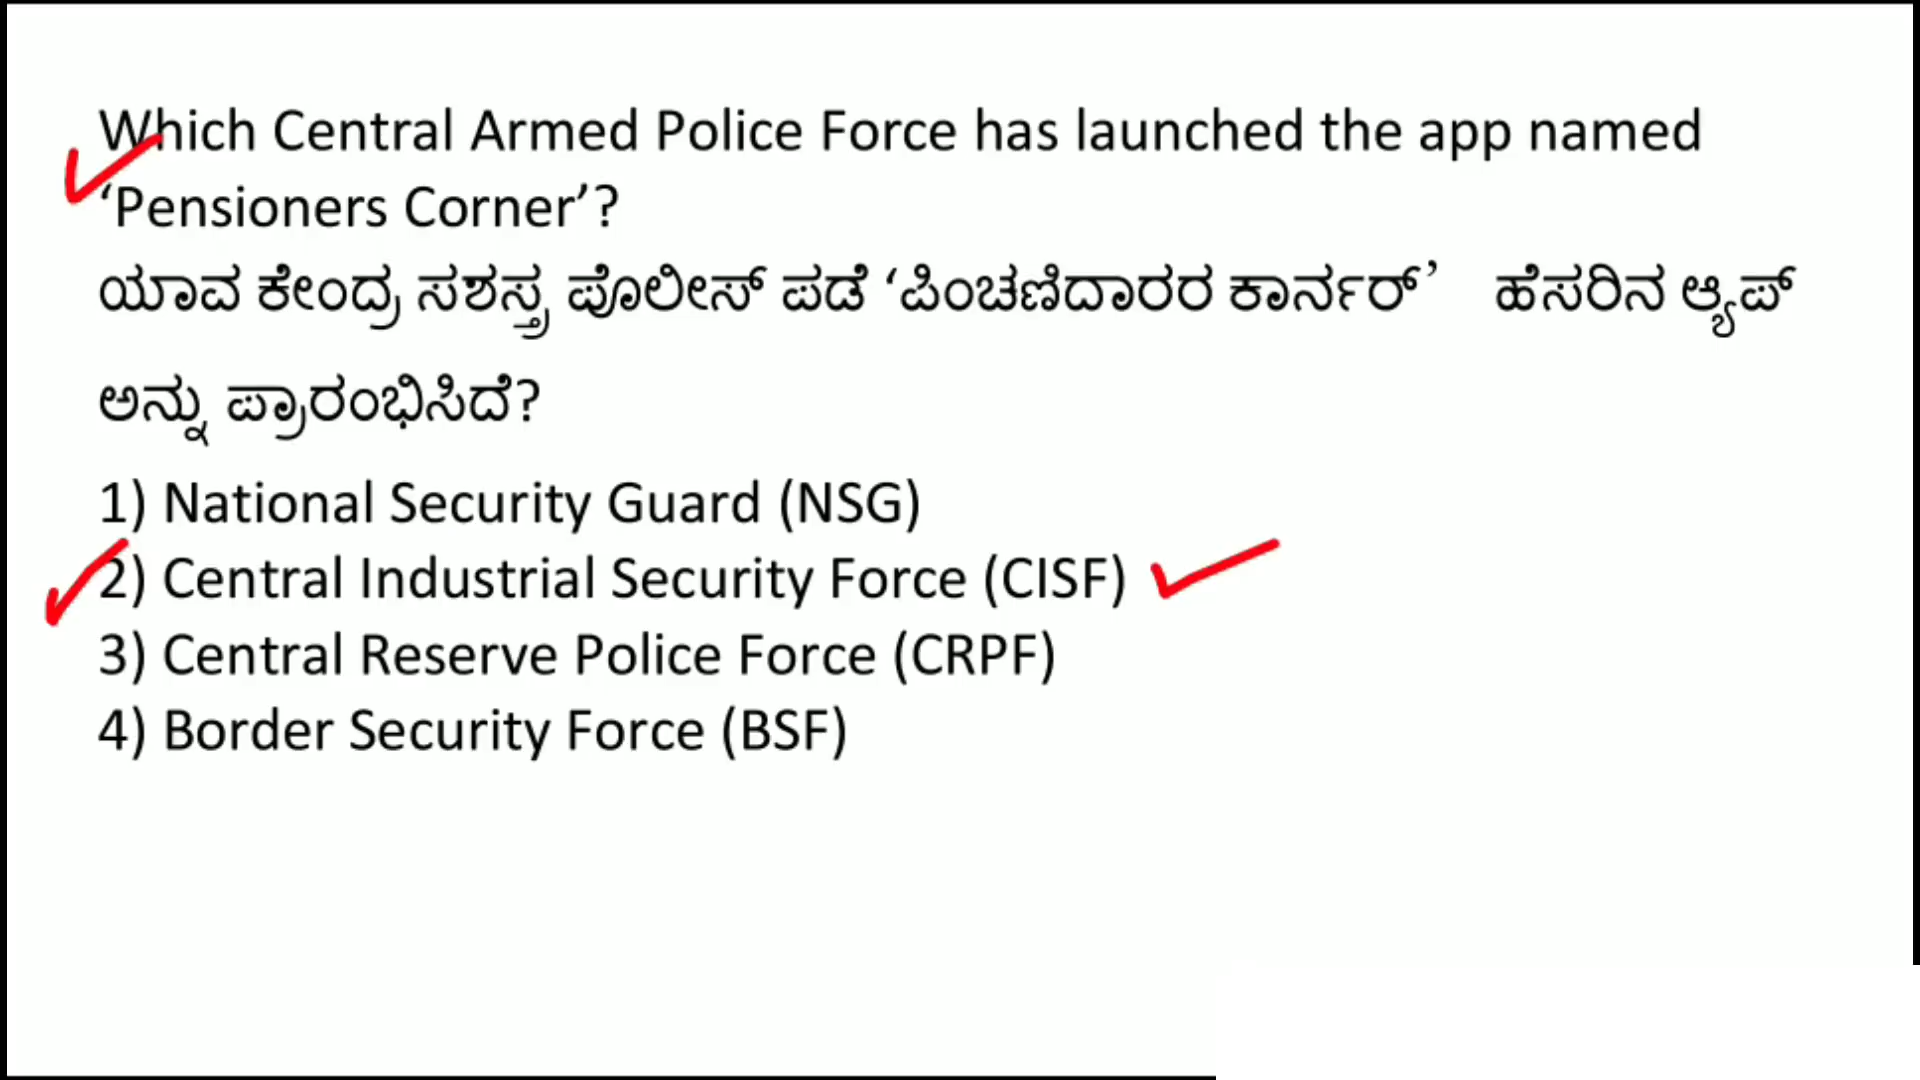 Which Central Armed Police Force has launched the app named
‘Pensioners Corner’?
ಯಾವ ಕೇಂದ್ರ ಸಶಸ್ತ್ರ ಪೊಲೀಸ್ ಪಡೆ ‘ಪಿಂಚಣಿದಾರರ ಕಾರ್ನರ್’ ಹೆಸರಿನ ಆ್ಯಪ್
ಅನ್ನು ಪ್ರಾರಂಭಿಸಿದೆ?
1) National Security Guard (NSG)
2) Central Industrial Security Force (CISF)
3) Central Reserve Police Force (CRPF)
4) Border Security Force (BSF)